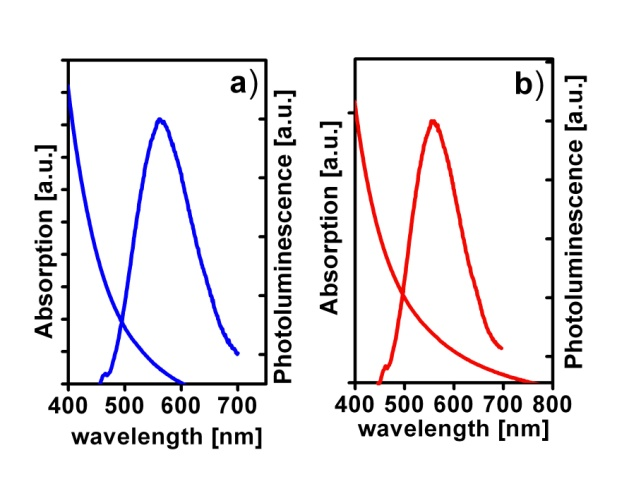 a)
Absorption [a.u.]
Photoluminescence [a.u.]
400 500 600 700
wavelength [nm]
b)
Absorption [a.u.]
Photoluminescence [a.u.]
400 500 600 700 800
wavelength [nm]